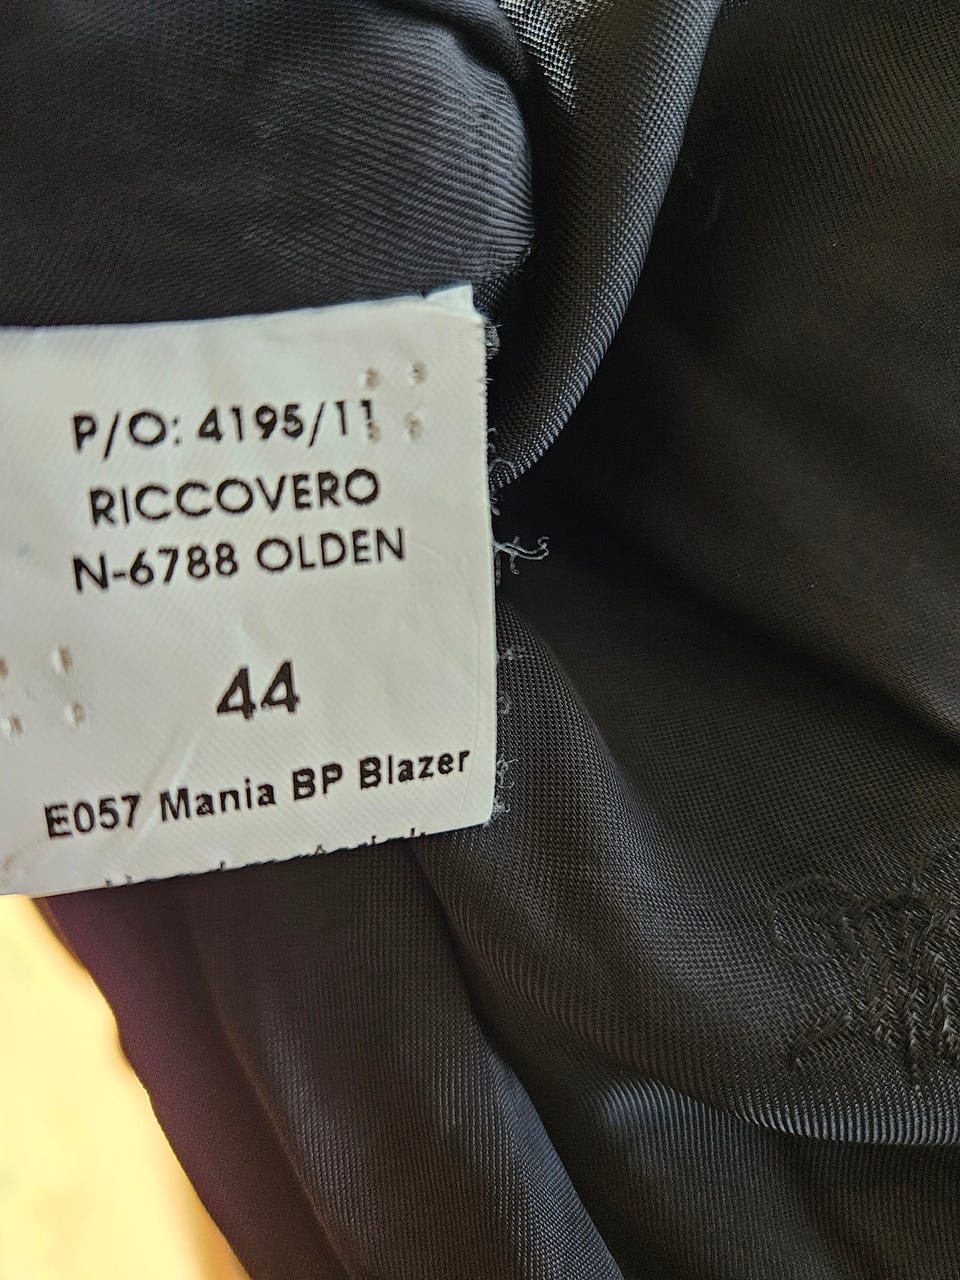 P/O: 4195/11
RICCOVERO
N-6788 OLDEN
44
E057 Mania BP Blazer